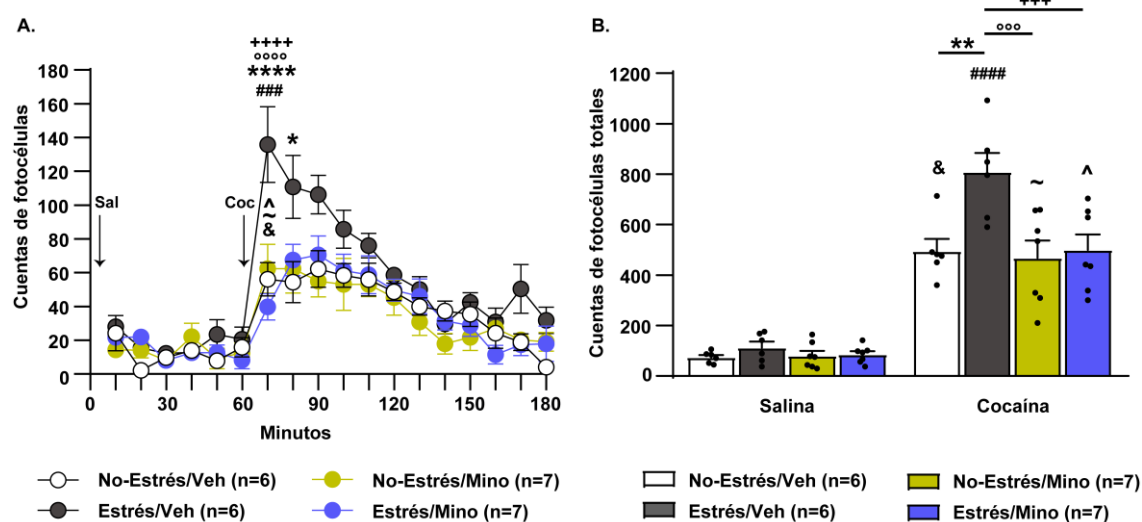 A.
++++
°°°°
****
###
*
^
~
&
Cuentas de fotocélulas
180
160
140
120
100
80
60
40
20
0
Sal
Coc
0 30 60 90 120 150 180
Minutos
No-Estrés/Veh (n=6)
No-Estrés/Mino (n=7)
Estrés/Veh (n=6)
Estrés/Mino (n=7)
B.
+++
°°°
**
####
& ~ ^
Cuentas de fotocélulas totales
1200
1000
800
600
400
200
0
Salina Cocaína
No-Estrés/Veh (n=6)
No-Estrés/Mino (n=7)
Estrés/Veh (n=6)
Estrés/Mino (n=7)